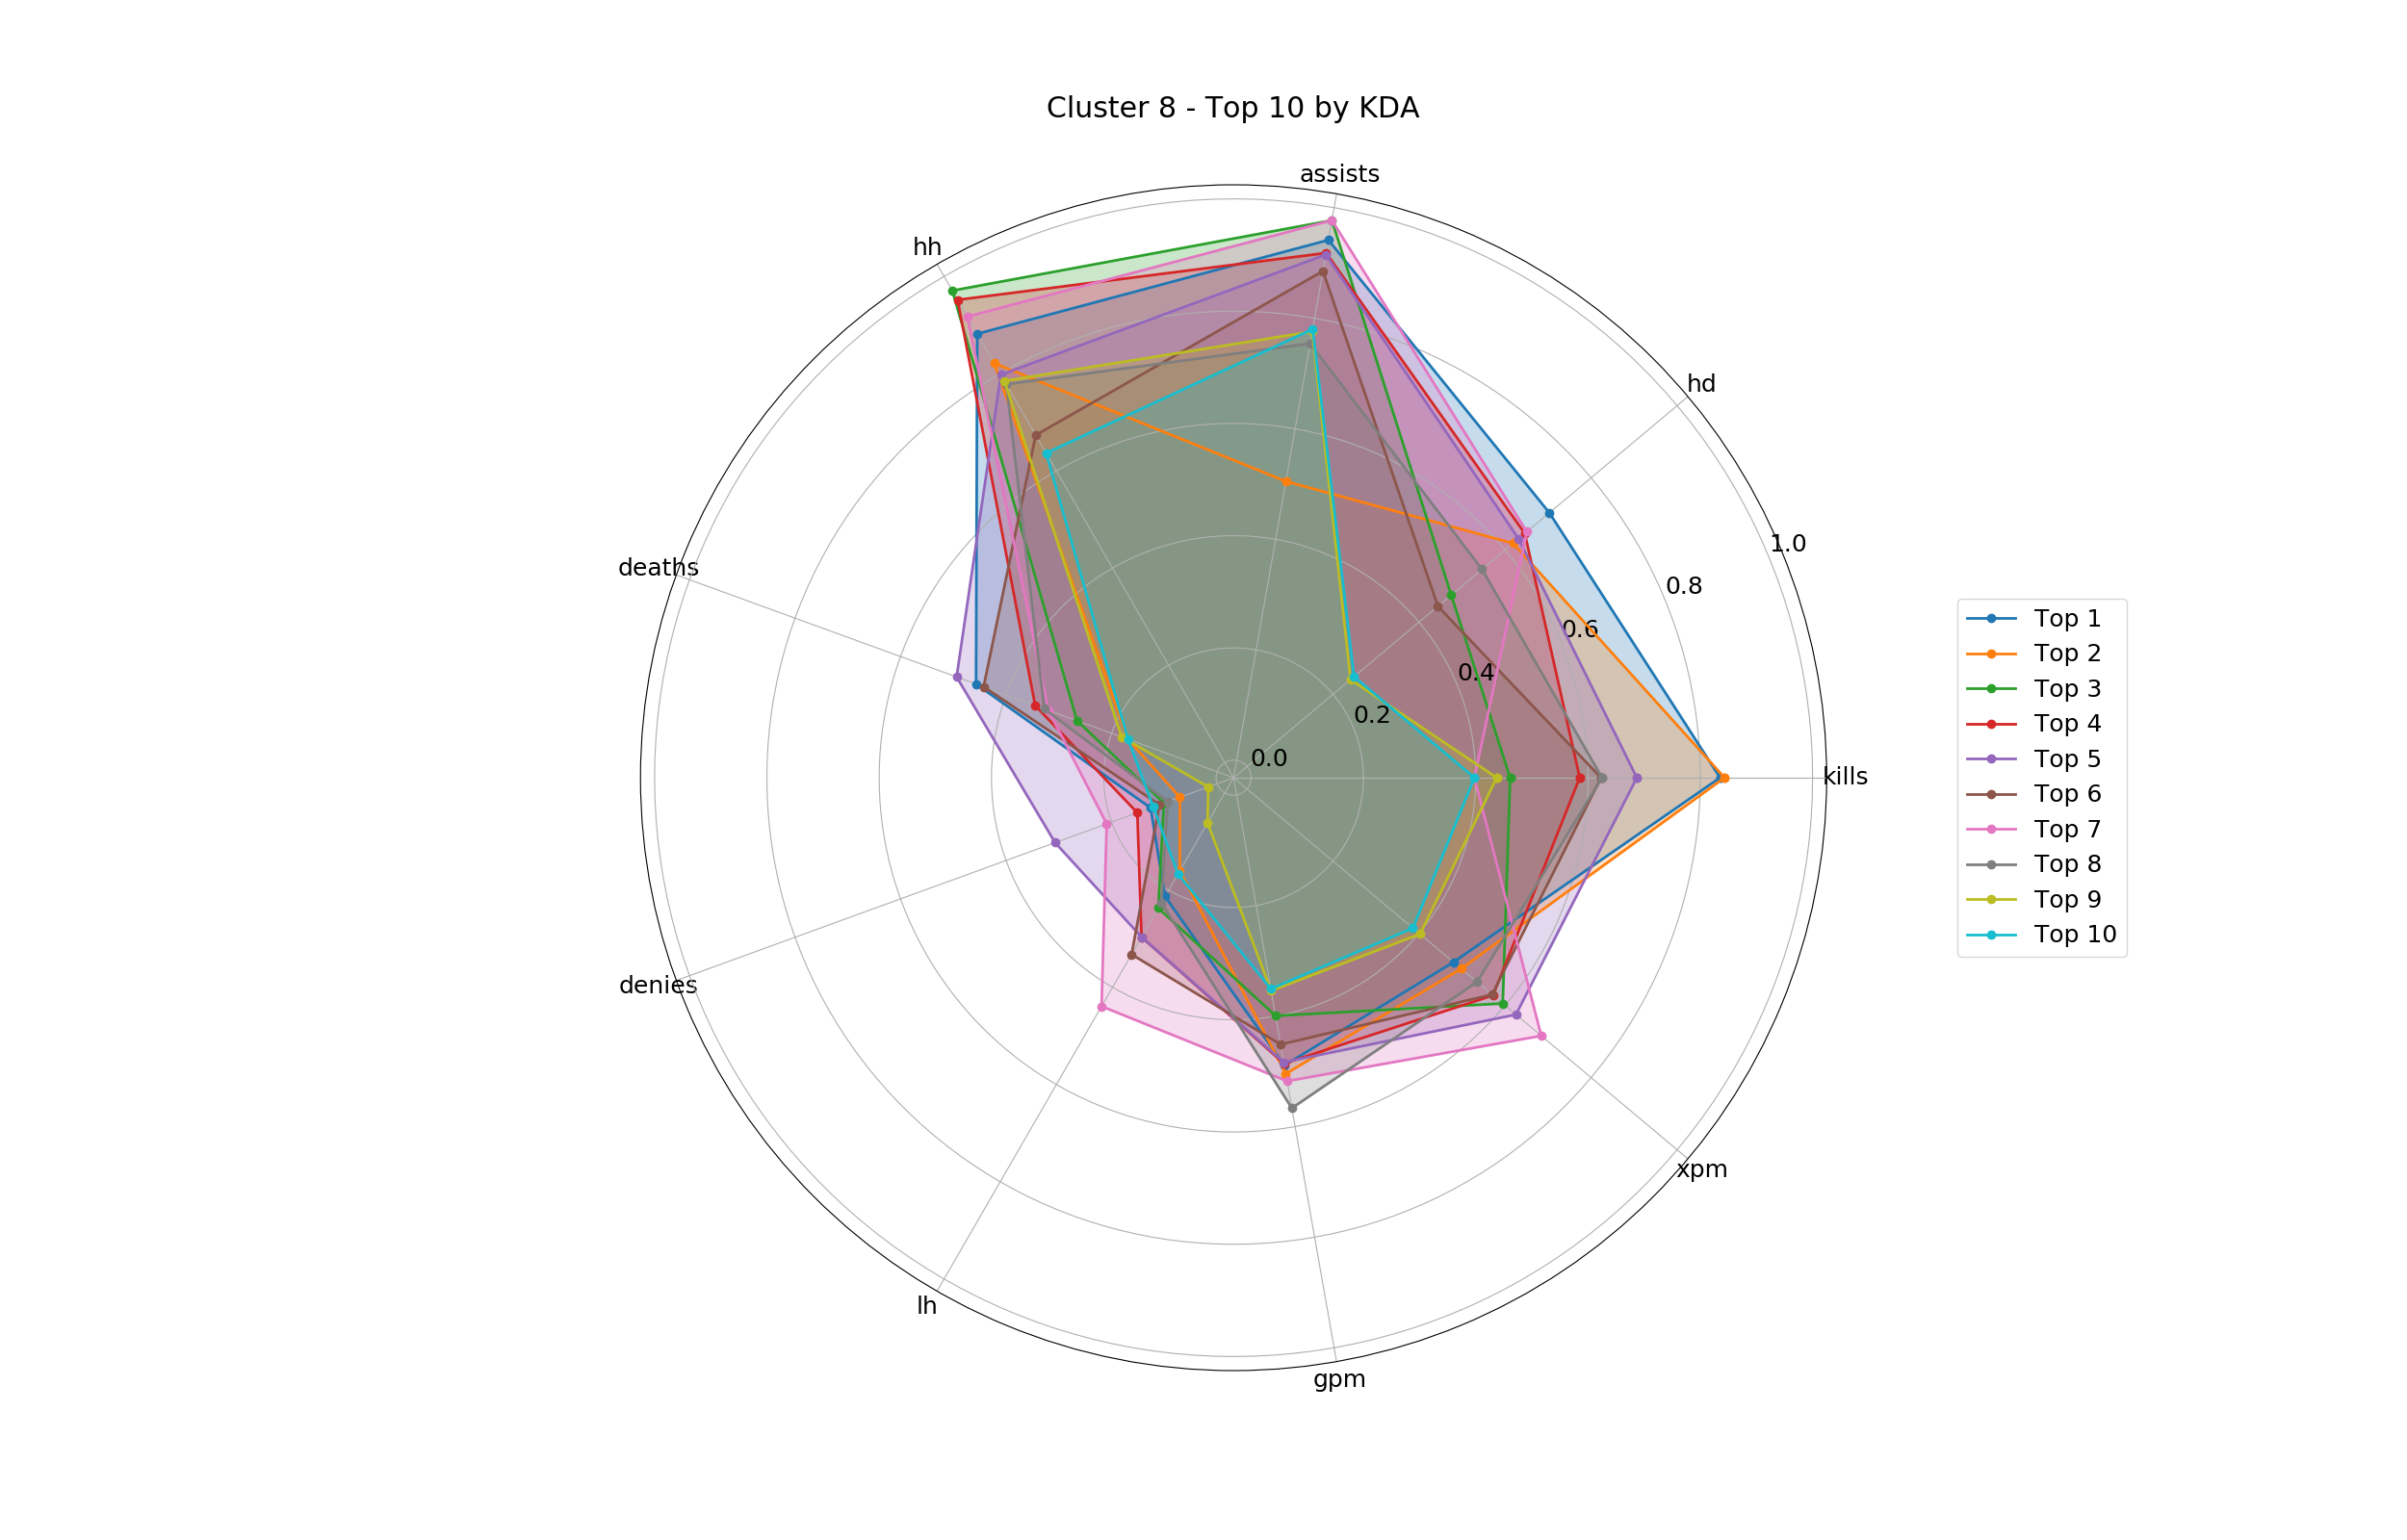 Cluster 8 - Top 10 by KDA
assists
hh
hd
deaths
kills
denies
lh
gpm
xpm
0.0
0.2
0.4
0.6
0.8
1.0
Top 1
Top 2
Top 3
Top 4
Top 5
Top 6
Top 7
Top 8
Top 9
Top 10